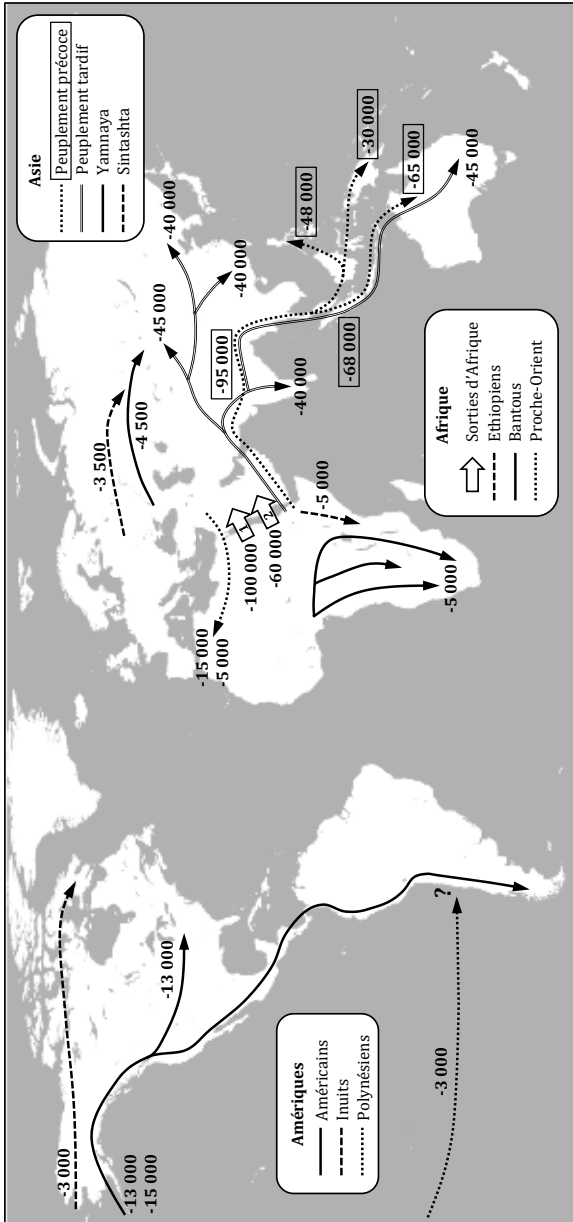 Amériques
Américains
Inuits
Polynésiens
-3 000
-13 000
-15 000
-13 000
-3 000
?
Afrique
Sorties d'Afrique
Ethiopiens
Bantous
Proche-Orient
-15 000
-5 000
-100 000
-60 000
1
2
-5 000
-5 000
Asie
Peuplement précoce
Peuplement tardif
Yamnaya
Sintashta
-3 500
-4 500
-45 000
-40 000
-40 000
-95 000
-40 000
-68 000
-48 000
-30 000
-65 000
-45 000